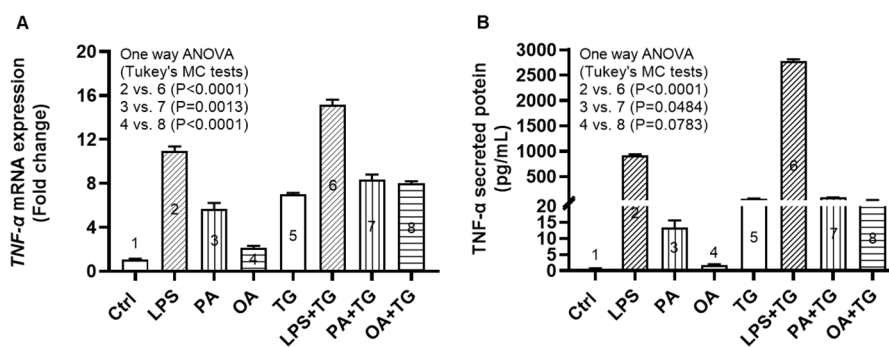 A
TNF-α mRNA expression
(Fold change)
20
16
12
8
4
0
One way ANOVA
(Tukey's MC tests)
2 vs. 6 (P<0.0001)
3 vs. 7 (P=0.0013)
4 vs. 8 (P<0.0001)
1
2
3
4
5
6
7
8
Ctrl
LPS
PA
OA
TG
LPS+TG
PA+TG
OA+TG
B
TNF-α secreted potein
(pg/mL)
3000
2500
2000
1500
1000
500
20
15
10
5
0
One way ANOVA
(Tukey's MC tests)
2 vs. 6 (P<0.0001)
3 vs. 7 (P=0.0484)
4 vs. 8 (P=0.0783)
1
2
3
4
5
6
7
8
Ctrl
LPS
PA
OA
TG
LPS+TG
PA+TG
OA+TG